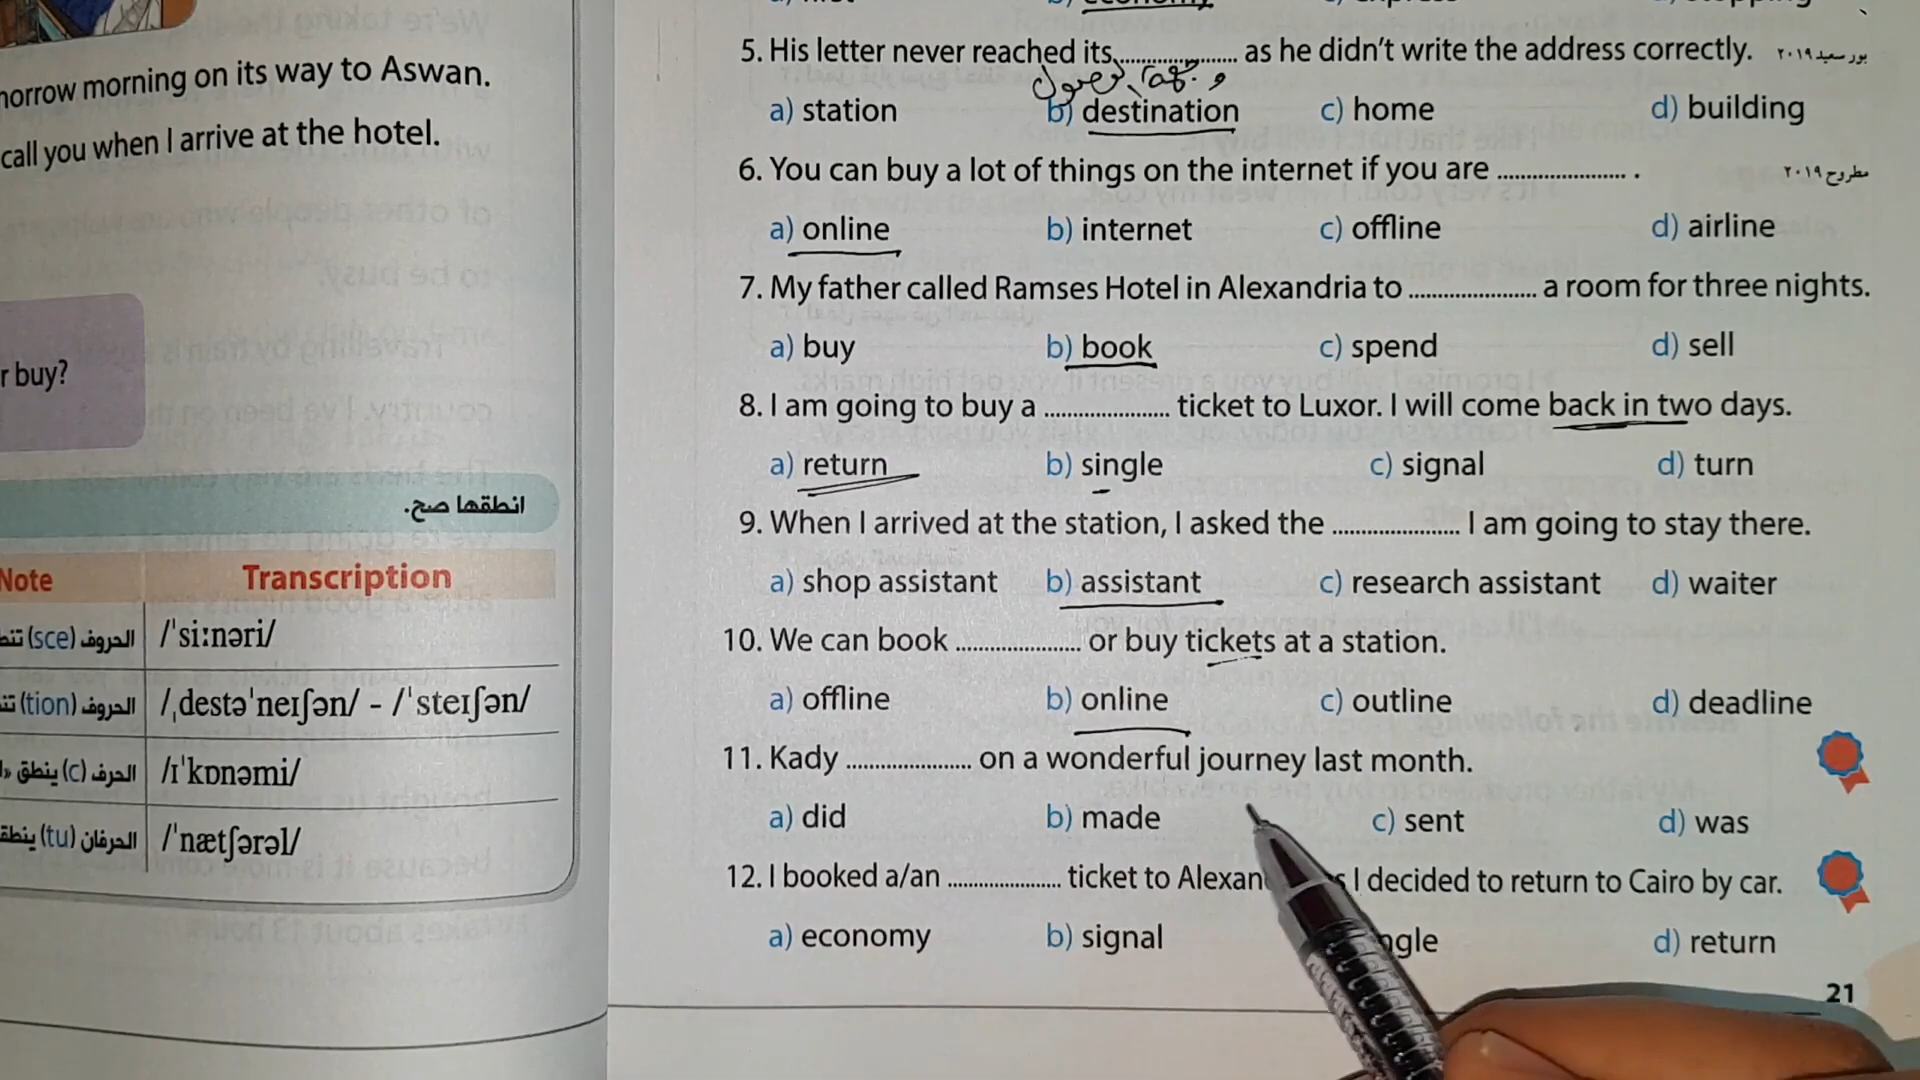 morrow morning on its way to Aswan.
call you when I arrive at the hotel.
r buy?
انطقها صح.
Note Transcription
الحروف (sce) /ˈsiːnəri/
الحروف (tion) /ˌdestəˈneɪʃən/ - /ˈsteɪʃən/
الحرف (c) ينطق /ɪˈkɒnəmi/
الحرفان (tu) ينطق /ˈnætʃərəl/
5. His letter never reached its ........................ as he didn't write the address correctly. بور سعيد ٢٠١٩
وجهة الوصول
a) station b) destination c) home d) building
6. You can buy a lot of things on the internet if you are ........................ . مطروح ٢٠١٩
a) online b) internet c) offline d) airline
7. My father called Ramses Hotel in Alexandria to ........................ a room for three nights.
a) buy b) book c) spend d) sell
8. I am going to buy a ........................ ticket to Luxor. I will come back in two days.
a) return b) single c) signal d) turn
9. When I arrived at the station, I asked the ........................ I am going to stay there.
a) shop assistant b) assistant c) research assistant d) waiter
10. We can book ........................ or buy tickets at a station.
a) offline b) online c) outline d) deadline
11. Kady ........................ on a wonderful journey last month.
a) did b) made c) sent d) was
12. I booked a/an ...................... ticket to Alexan I decided to return to Cairo by car.
a) economy b) signal ngle d) return
21